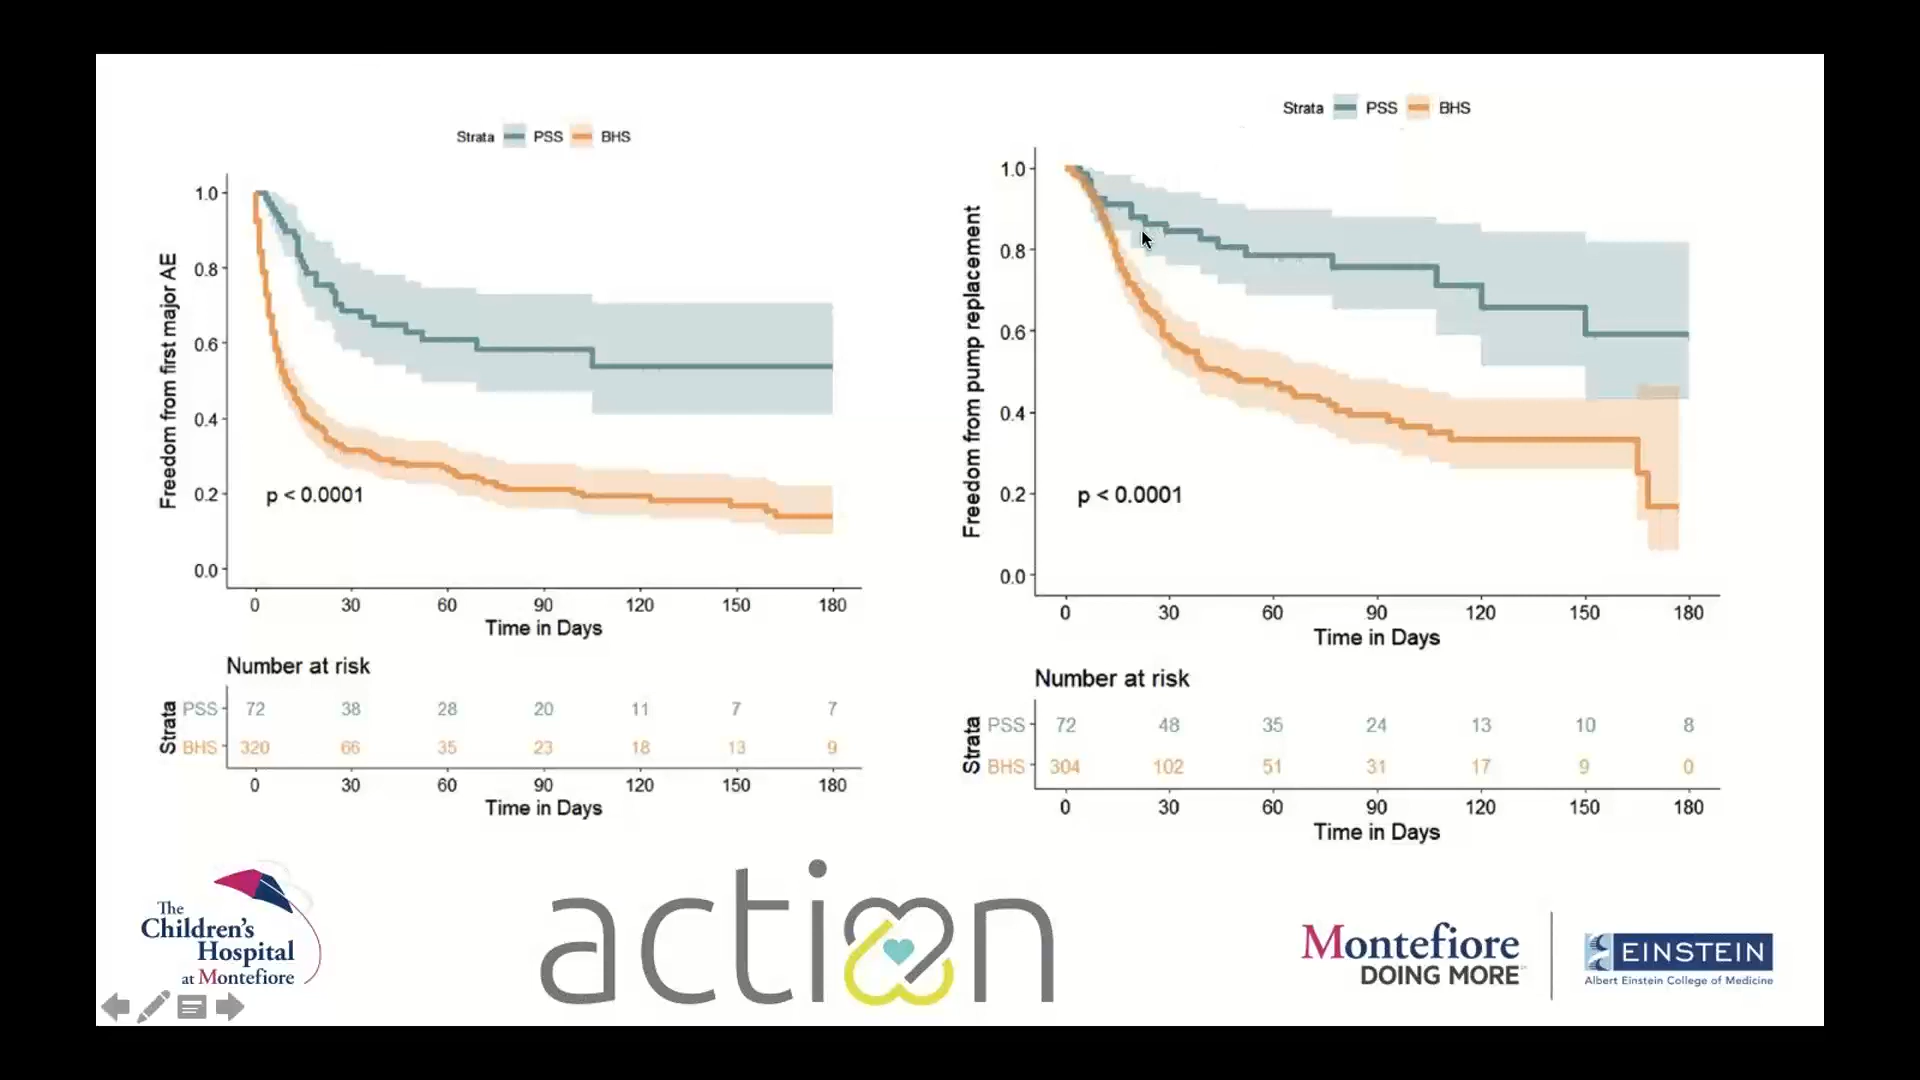 Strata PSS BHS
Freedom from first major AE
1.0
0.8
0.6
0.4
0.2
0.0
p < 0.0001
0 30 60 90 120 150 180
Time in Days
Number at risk
Strata
PSS 72 38 28 20 11 7 7
BHS 320 66 35 23 18 13 9
0 30 60 90 120 150 180
Time in Days
Strata PSS BHS
Freedom from pump replacement
1.0
0.8
0.6
0.4
0.2
0.0
p < 0.0001
0 30 60 90 120 150 180
Time in Days
Number at risk
Strata
PSS 72 48 35 24 13 10 8
BHS 304 102 51 31 17 9 0
0 30 60 90 120 150 180
Time in Days
The
Children's
Hospital
at Montefiore
action
Montefiore
DOING MORE
EINSTEIN
Albert Einstein College of Medicine